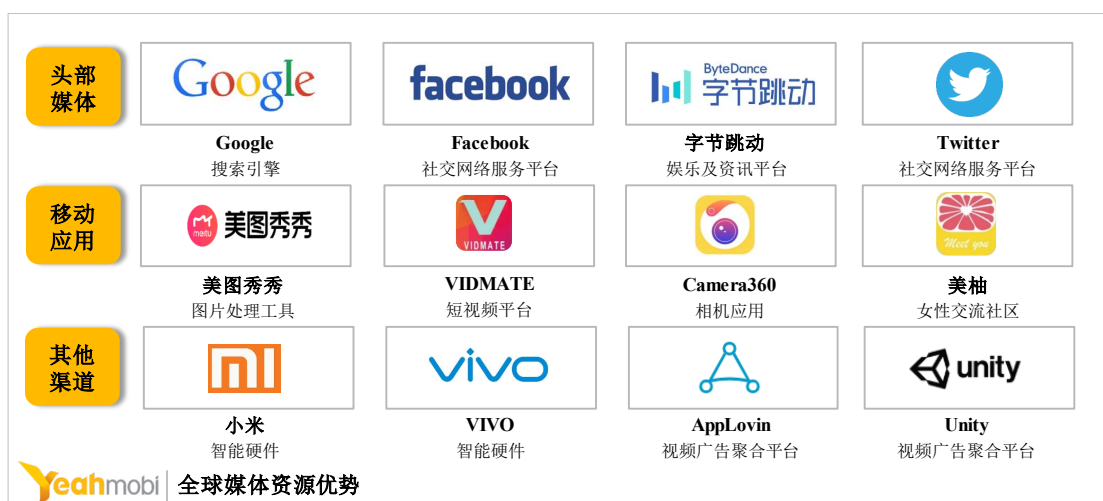 头部
媒体
Google
facebook
ByteDance
字节跳动
Google
Facebook
字节跳动
Twitter
搜索引擎
社交网络服务平台
娱乐及资讯平台
社交网络服务平台
移动
应用
meitu
美图秀秀
VIDMATE
Meet you
美图秀秀
VIDMATE
Camera360
美柚
图片处理工具
短视频平台
相机应用
女性交流社区
其他
渠道
mi
vivo
unity
小米
VIVO
AppLovin
Unity
智能硬件
智能硬件
视频广告聚合平台
视频广告聚合平台
Yeahmobi
全球媒体资源优势